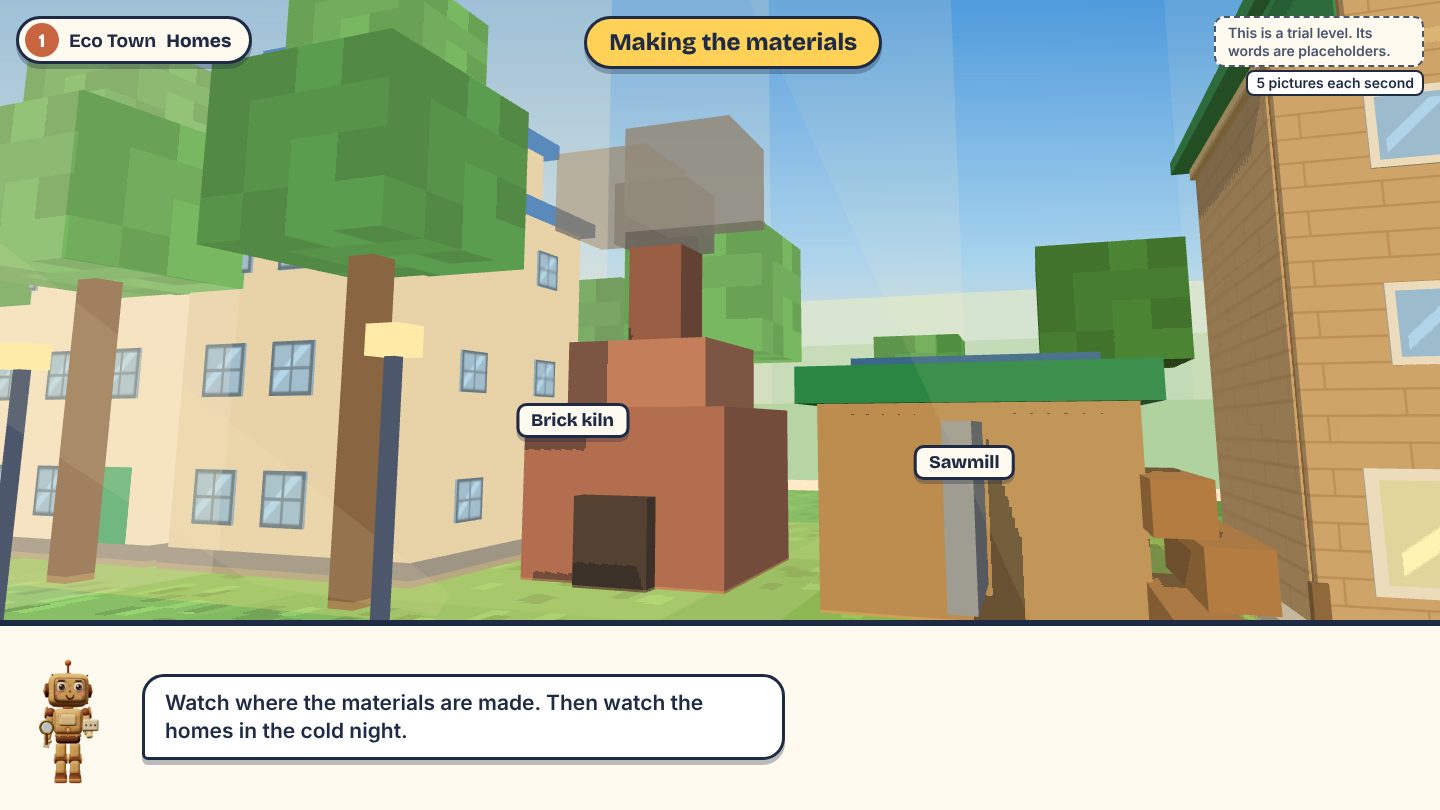 1 Eco Town Homes
Making the materials
This is a trial level. Its
words are placeholders.
5 pictures each second
Brick kiln
Sawmill
Watch where the materials are made. Then watch the
homes in the cold night.